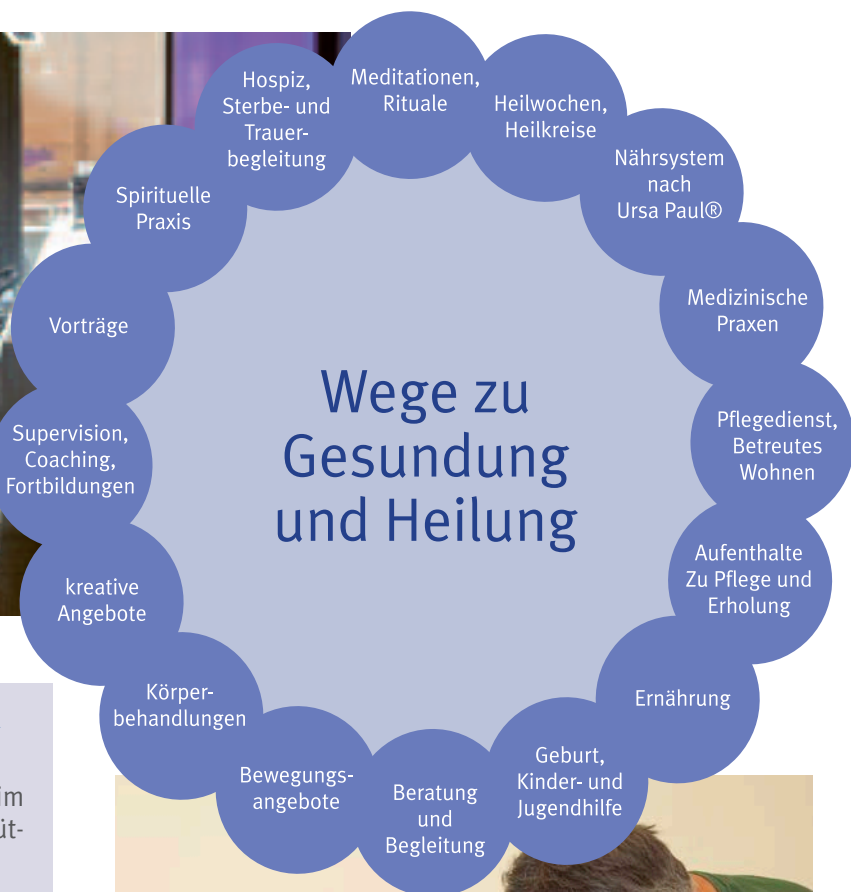 Meditationen,
Rituale
Heilwochen,
Heilkreise
Nährsystem
nach
Ursa Paul®
Medizinische
Praxen
Pflegedienst,
Betreutes
Wohnen
Aufenthalte
Zu Pflege und
Erholung
Ernährung
Geburt,
Kinder- und
Jugendhilfe
Beratung
und
Begleitung
Bewegungs-
angebote
Körper-
behandlungen
kreative
Angebote
Supervision,
Coaching,
Fortbildungen
Vorträge
Spirituelle
Praxis
Hospiz,
Sterbe- und
Trauer-
begleitung
Wege zu
Gesundung
und Heilung
im
üt-